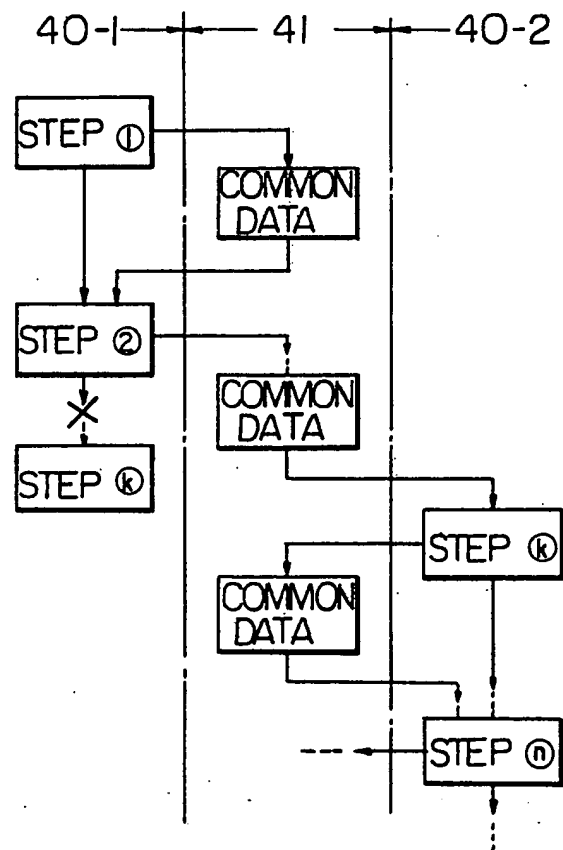 40-1 41 40-2
STEP ①
COMMON
DATA
STEP ②
COMMON
DATA
STEP ⓚ
STEP ⓚ
COMMON
DATA
STEP ⓝ